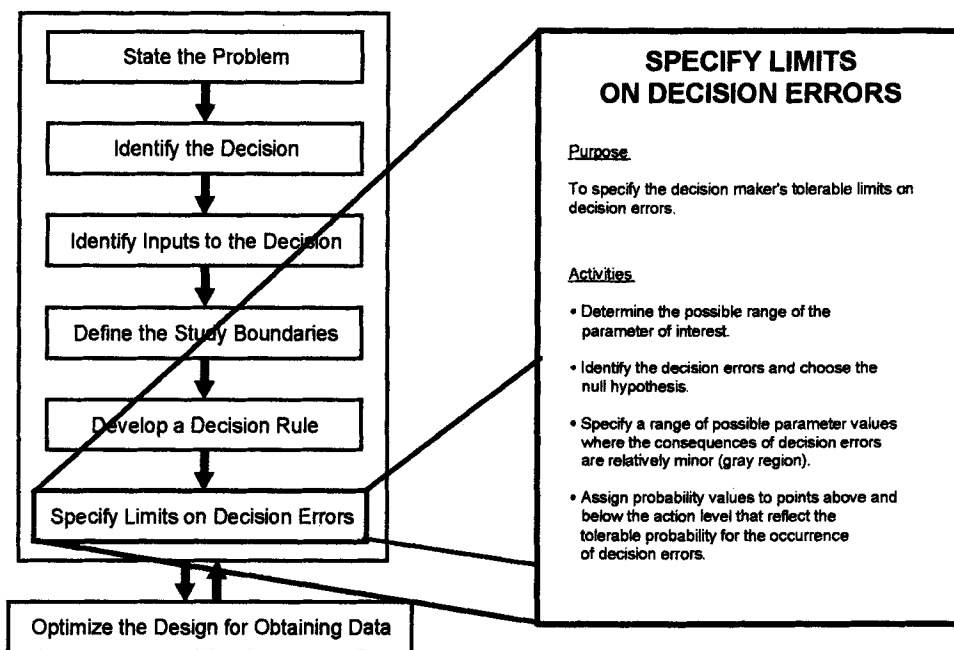 State the Problem
Identify the Decision
Identify Inputs to the Decision
Define the Study Boundaries
Develop a Decision Rule
Specify Limits on Decision Errors
Optimize the Design for Obtaining Data
SPECIFY LIMITS
ON DECISION ERRORS
Purpose
To specify the decision maker's tolerable limits on
decision errors.
Activities
• Determine the possible range of the
parameter of interest.
• Identify the decision errors and choose the
null hypothesis.
• Specify a range of possible parameter values
where the consequences of decision errors
are relatively minor (gray region).
• Assign probability values to points above and
below the action level that reflect the
tolerable probability for the occurrence
of decision errors.